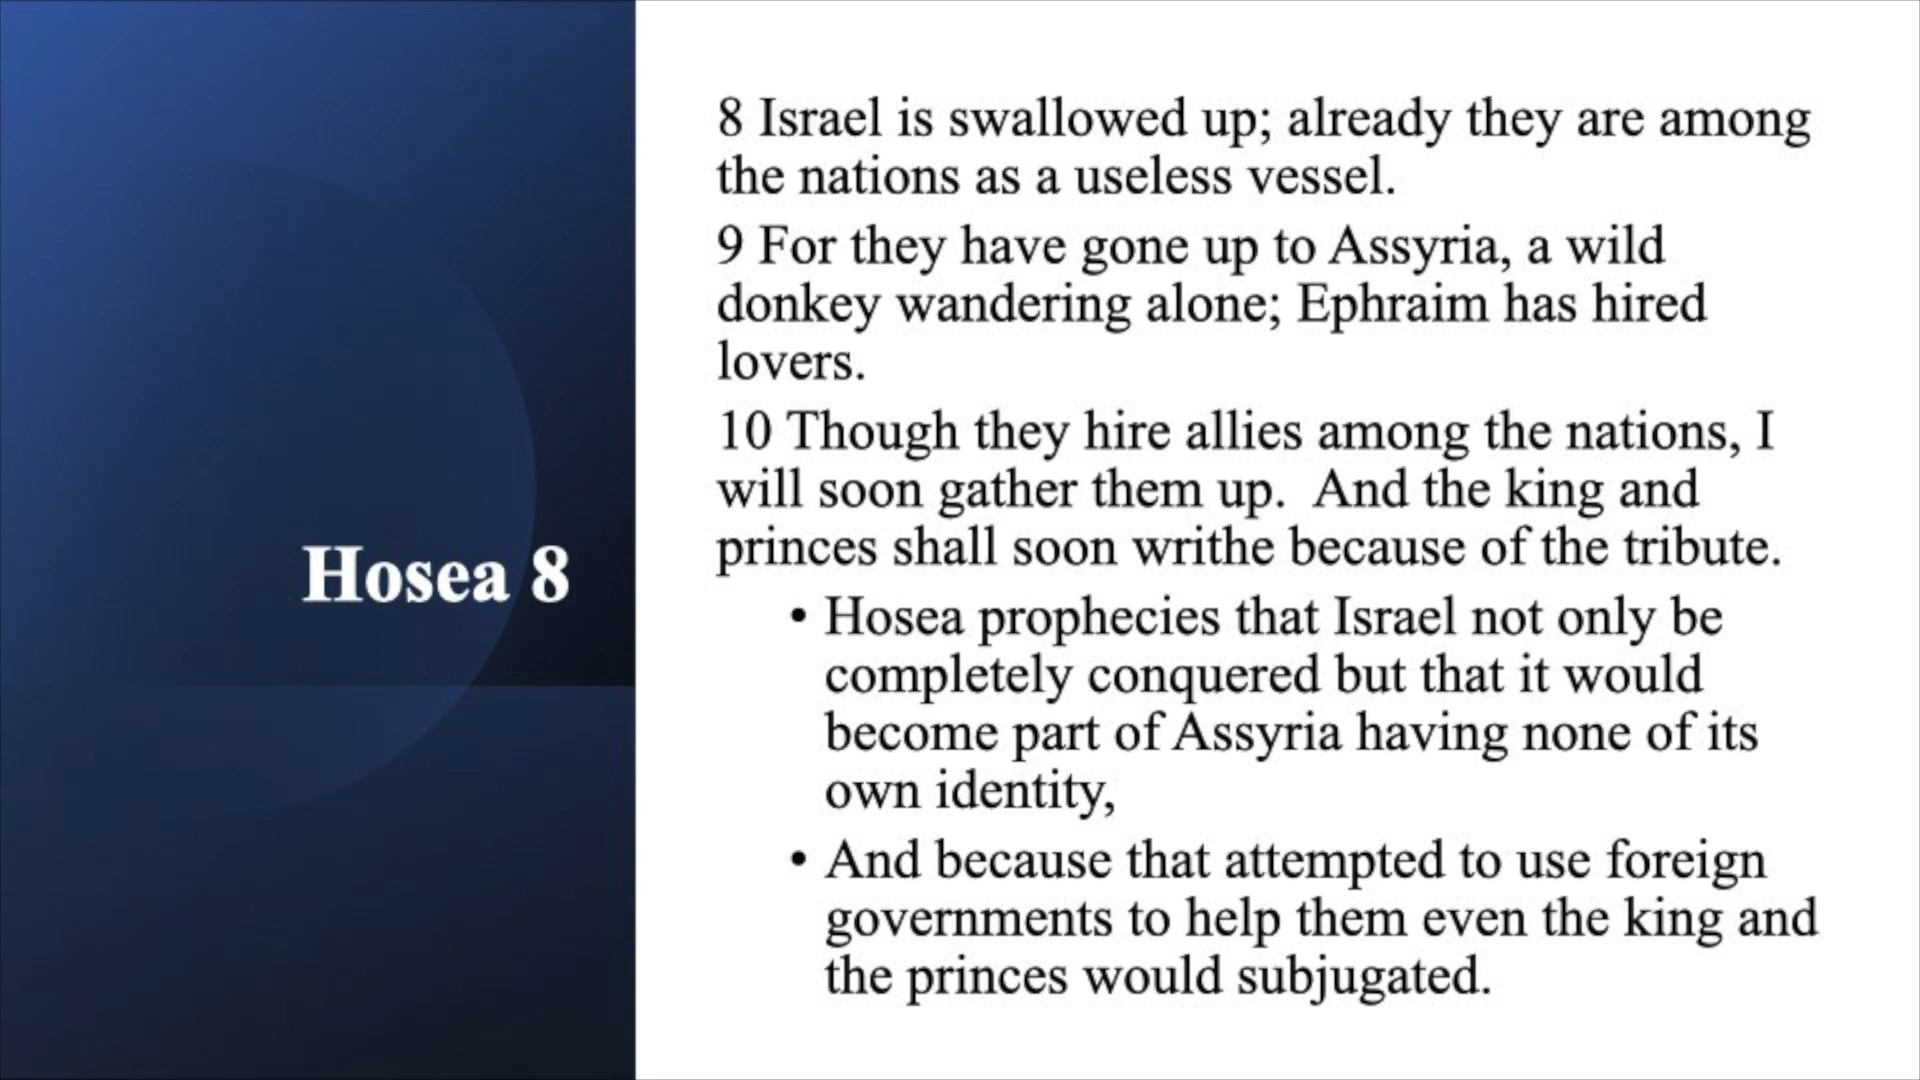 Hosea 8
8 Israel is swallowed up; already they are among
the nations as a useless vessel.
9 For they have gone up to Assyria, a wild
donkey wandering alone; Ephraim has hired
lovers.
10 Though they hire allies among the nations, I
will soon gather them up.  And the king and
princes shall soon writhe because of the tribute.
• Hosea prophecies that Israel not only be
completely conquered but that it would
become part of Assyria having none of its
own identity,
• And because that attempted to use foreign
governments to help them even the king and
the princes would subjugated.